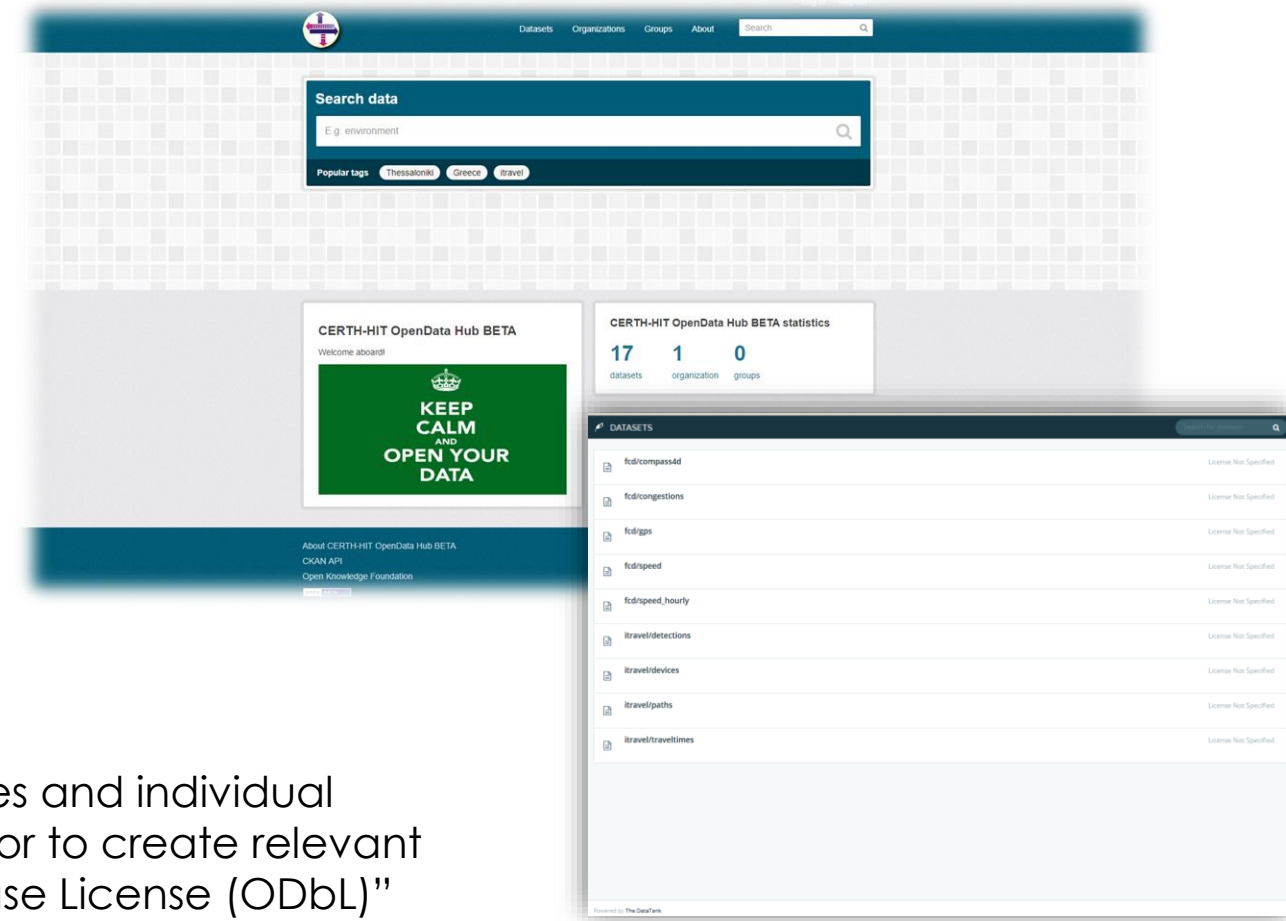 Datasets Organizations Groups About Search
Search data
E.g. environment
Popular tags Thessaloniki Greece itravel
CERTH-HIT OpenData Hub BETA
Welcome aboard!
KEEP
CALM
AND
OPEN YOUR
DATA
CERTH-HIT OpenData Hub BETA statistics
17 1 0
datasets organization groups
About CERTH-HIT OpenData Hub BETA
CKAN API
Open Knowledge Foundation
DATASETS Search for datasets
fcd/compass4d License Not Specified
fcd/congestions License Not Specified
fcd/gps License Not Specified
fcd/speed License Not Specified
fcd/speed_hourly License Not Specified
itravel/detections License Not Specified
itravel/devices License Not Specified
itravel/paths License Not Specified
itravel/traveltimes License Not Specified
Powered by The DataTank
es and individual
or to create relevant
se License (ODbL)”